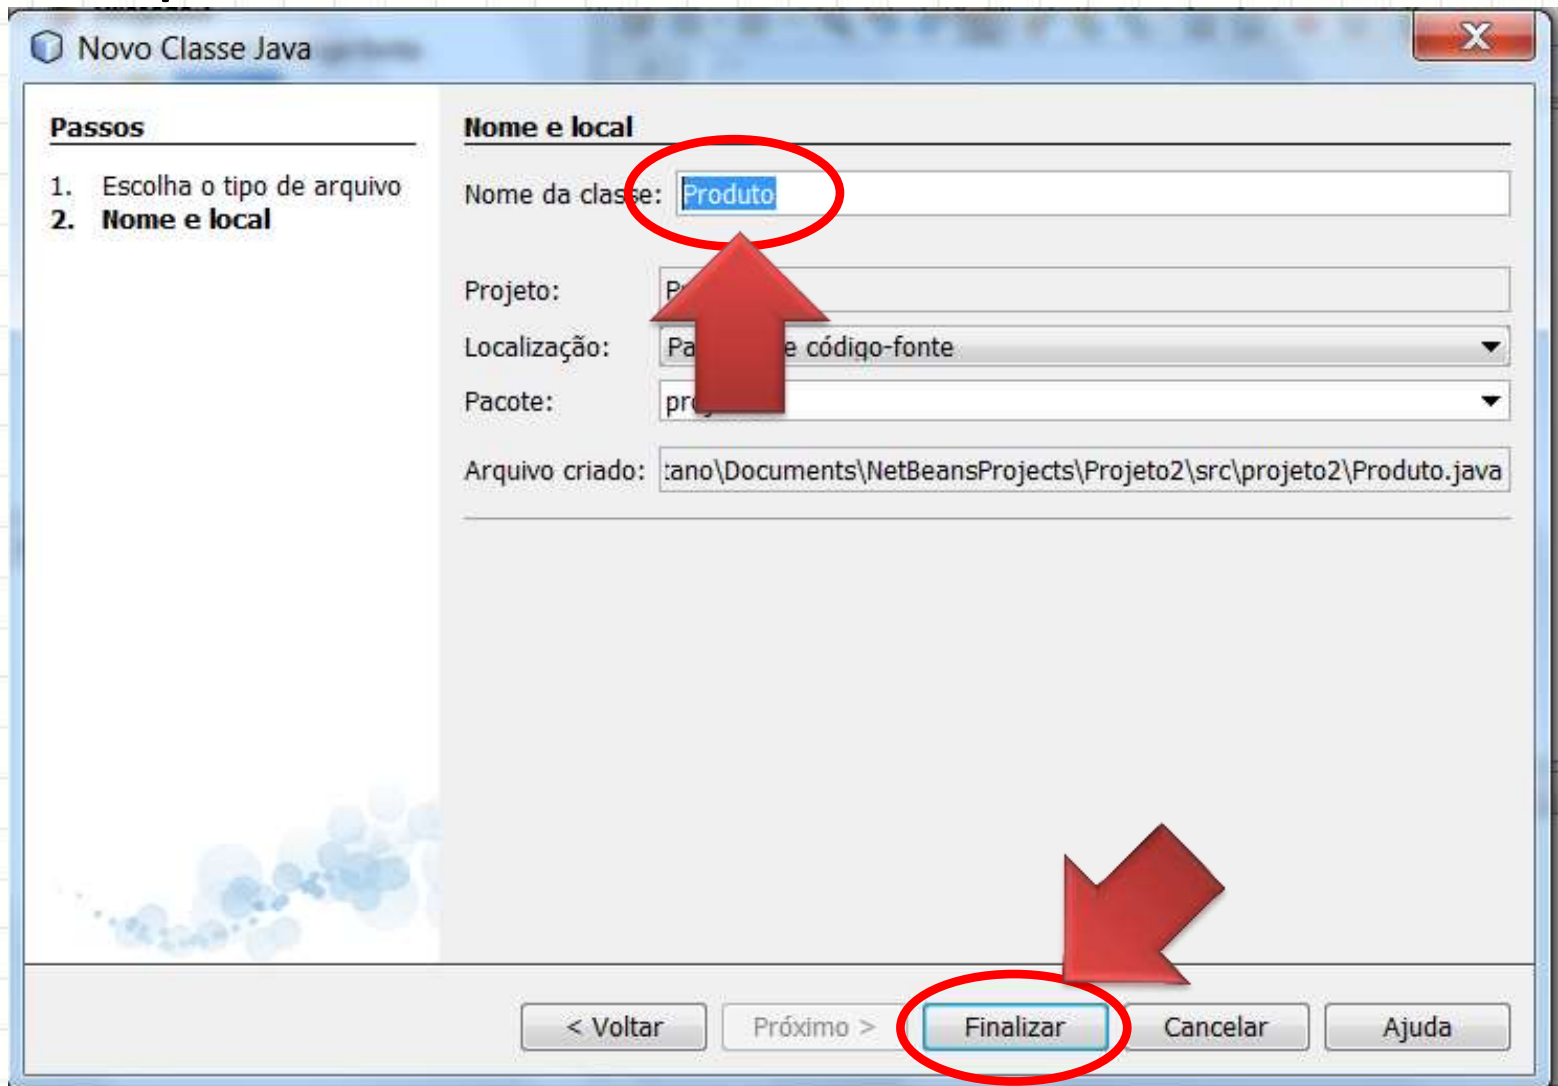 Novo Classe Java
X
Passos
1. Escolha o tipo de arquivo
2. Nome e local
Nome e local
Nome da classe: Produto
Projeto:
Localização: código-fonte
Pacote:
Arquivo criado: :ano\Documents\NetBeansProjects\Projeto2\src\projeto2\Produto.java
< Voltar
Próximo >
Finalizar
Cancelar
Ajuda